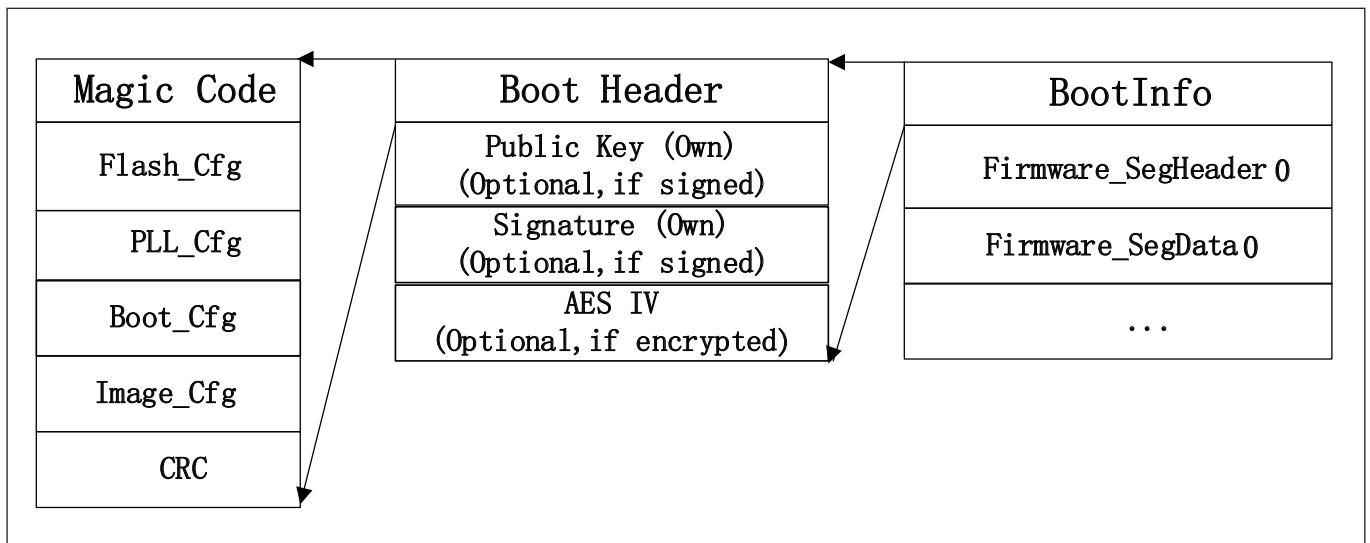 Magic Code
Flash_Cfg
PLL_Cfg
Boot_Cfg
Image_Cfg
CRC
Boot Header
Public Key (Own)
(Optional, if signed)
Signature (Own)
(Optional, if signed)
AES IV
(Optional, if encrypted)
BootInfo
Firmware_SegHeader 0
Firmware_SegData 0
...